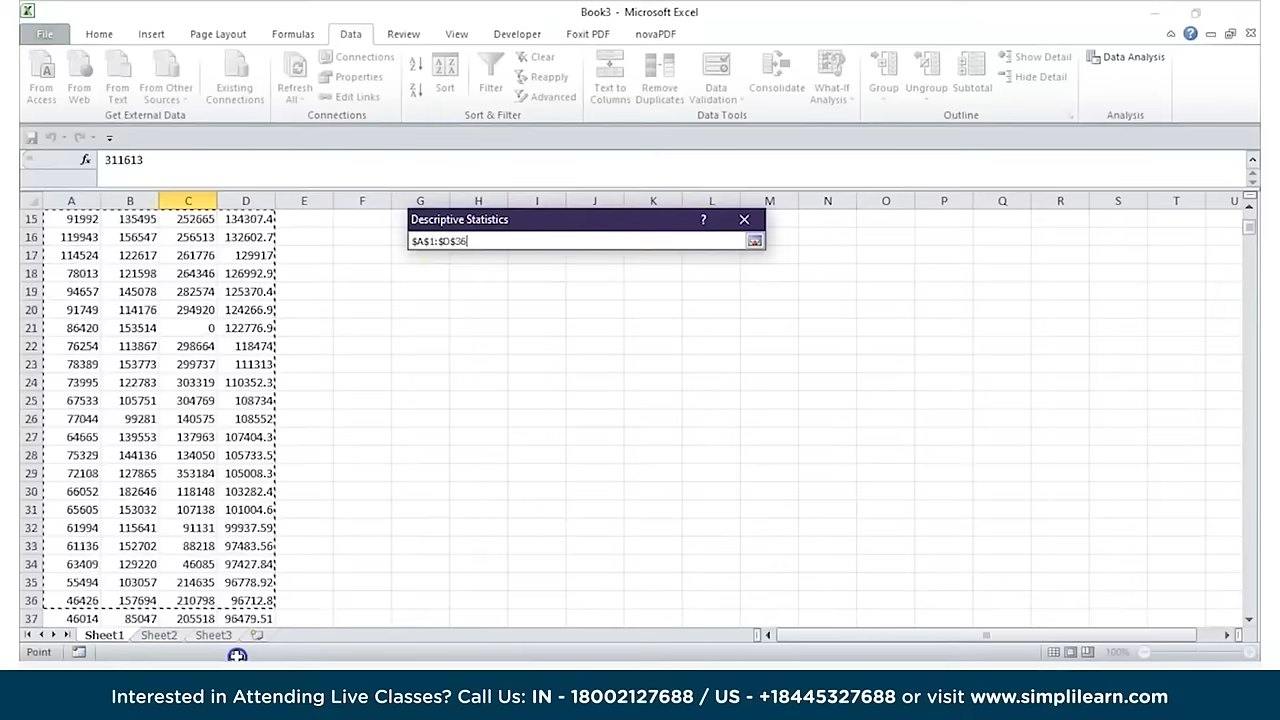 Book3 - Microsoft Excel
File Home Insert Page Layout Formulas Data Review View Developer Foxit PDF novaPDF
From Access
From Web
From Text
From Other Sources
Existing Connections
Get External Data
Refresh All
Connections
Properties
Edit Links
Connections
Sort
Filter
Clear
Reapply
Advanced
Sort & Filter
Text to Columns
Remove Duplicates
Data Validation
Consolidate
What-If Analysis
Data Tools
Group
Ungroup
Subtotal
Show Detail
Hide Detail
Outline
Data Analysis
Analysis
fx 311613
A B C D E F G H I J K L M N O P Q R S T U
Descriptive Statistics ?
$A$1:$D$36
15 91992 135495 252665 134307.4
16 119943 156547 256513 132602.7
17 114524 122617 261776 129917
18 78013 121598 264346 126992.9
19 94657 145078 282574 125370.4
20 91749 114176 294920 124266.9
21 86420 153514 0 122776.9
22 76254 113867 298664 118474
23 78389 153773 299737 111313
24 73995 122783 303319 110352.3
25 67533 105751 304769 108734
26 77044 99281 140575 108552
27 64665 139553 137963 107404.3
28 75329 144136 134050 105733.5
29 72108 127865 353184 105008.3
30 66052 182646 118148 103282.4
31 65605 153032 107138 101004.6
32 61994 115641 91131 99937.59
33 61136 152702 88218 97483.56
34 63409 129220 46085 97427.84
35 55494 103057 214635 96778.92
36 46426 157694 210798 96712.8
37 46014 85047 205518 96479.51
Sheet1 Sheet2 Sheet3
Point 100%
Interested in Attending Live Classes? Call Us: IN - 18002127688 / US - +18445327688 or visit www.simplilearn.com